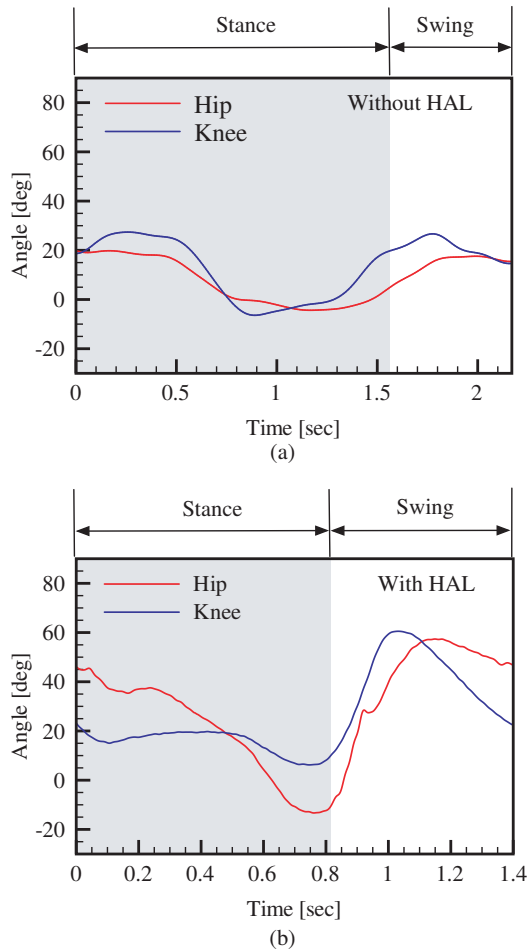 Stance Swing
80
60
40
20
0
-20
Angle [deg]
Hip
Knee
Without HAL
0 0.5 1 1.5 2
Time [sec]
(a)
Stance Swing
80
60
40
20
0
-20
Angle [deg]
Hip
Knee
With HAL
0 0.2 0.4 0.6 0.8 1 1.2 1.4
Time [sec]
(b)